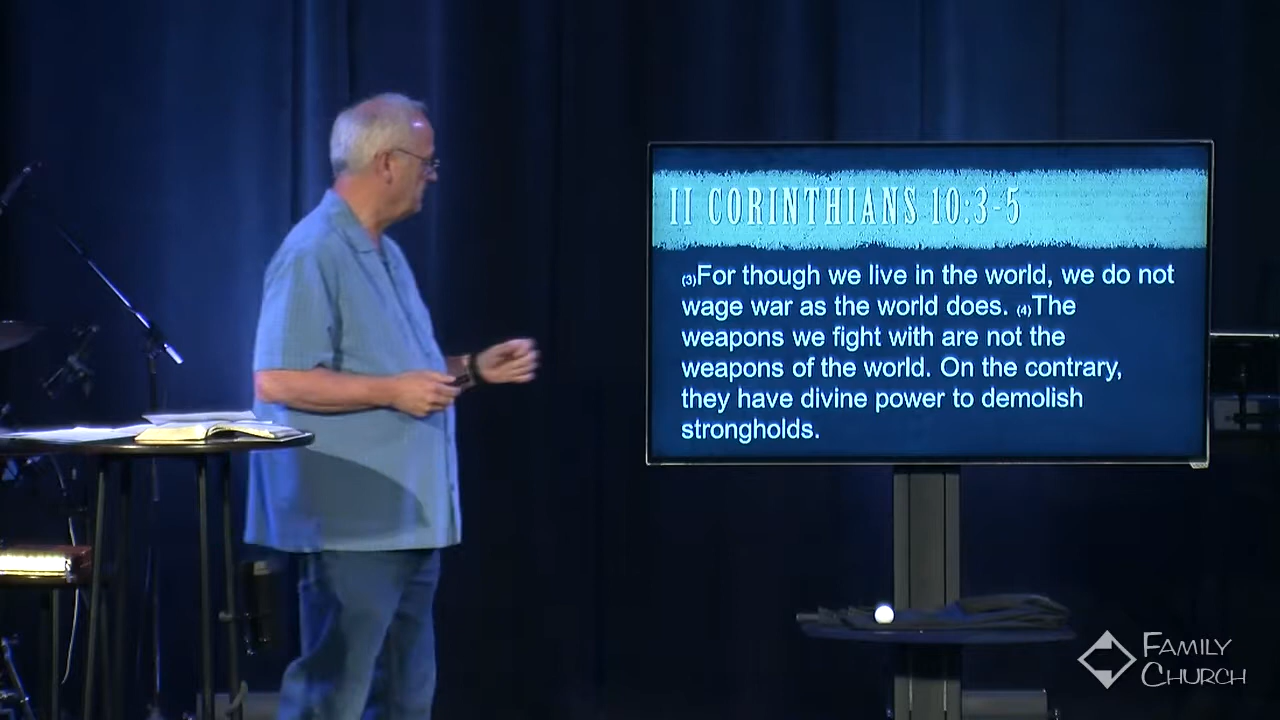 II CORINTHIANS 10:3-5
(3)For though we live in the world, we do not
wage war as the world does. (4)The
weapons we fight with are not the
weapons of the world. On the contrary,
they have divine power to demolish
strongholds.
FAMILY
CHURCH